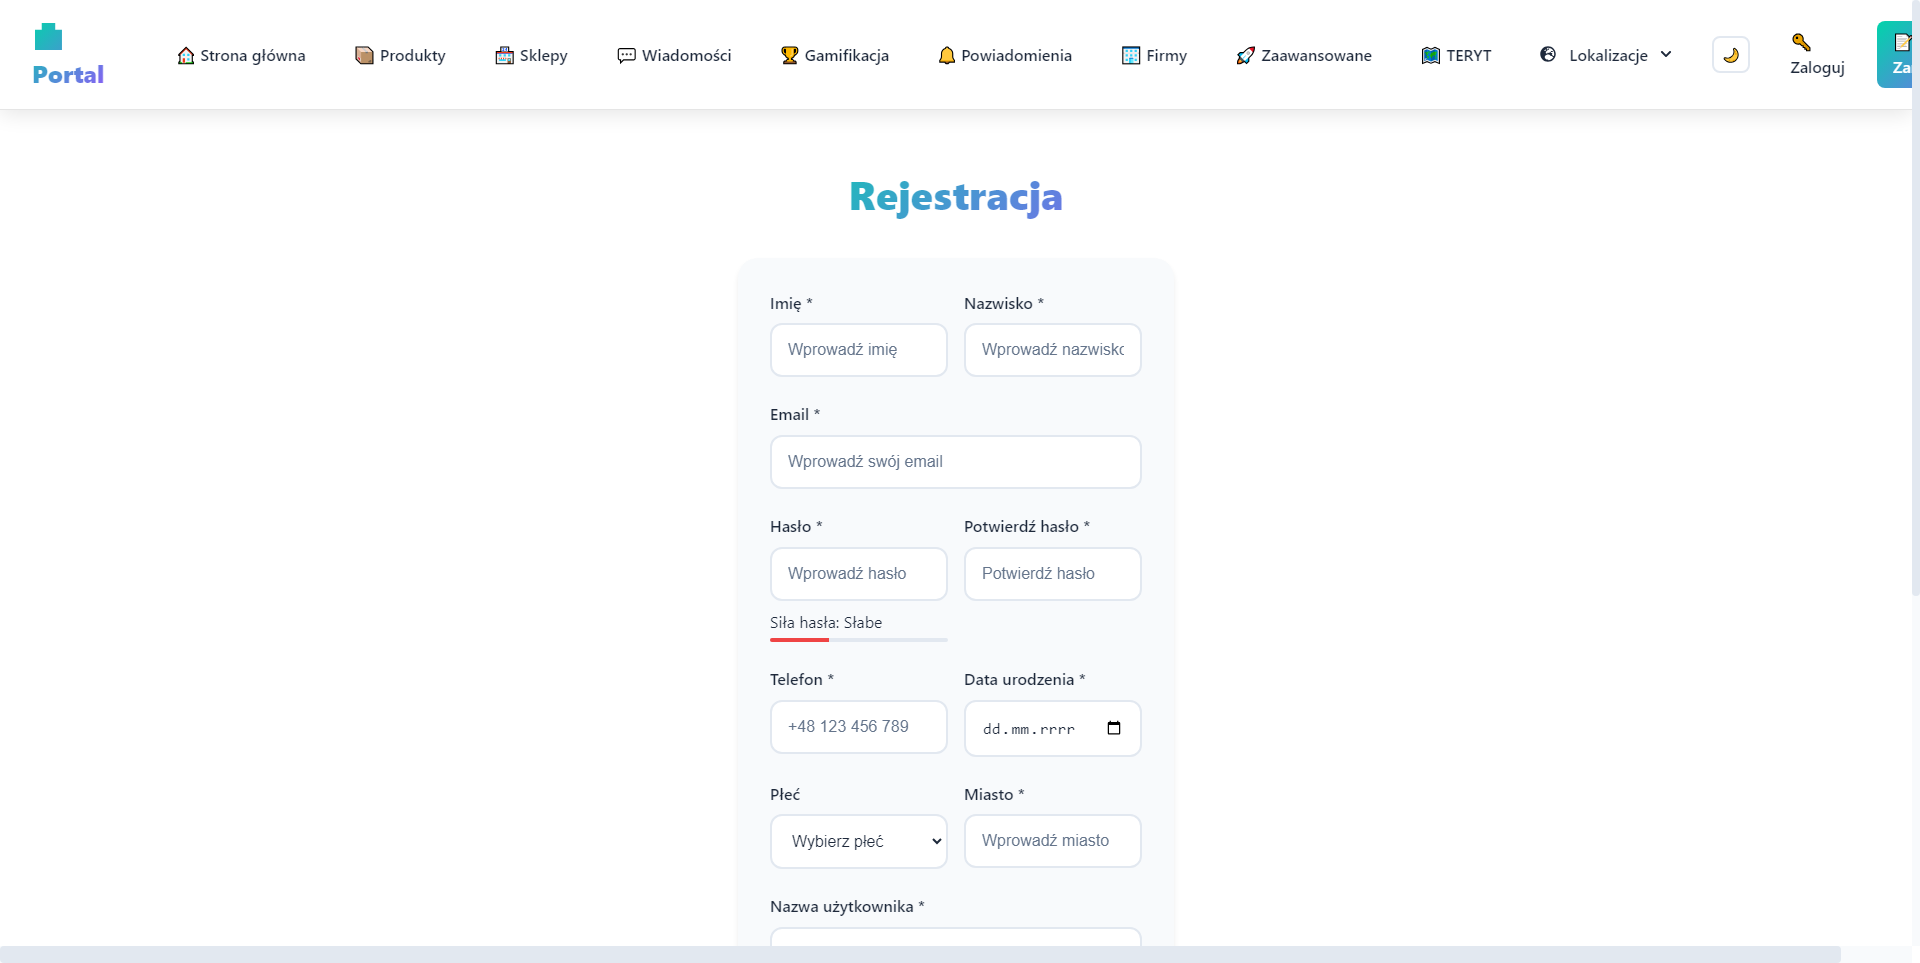 Portal
Strona główna
Produkty
Sklepy
Wiadomości
Gamifikacja
Powiadomienia
Firmy
Zaawansowane
TERYT
Lokalizacje
Zaloguj
Rejestracja
Imię * Nazwisko *
Wprowadź imię Wprowadź nazwisko
Email *
Wprowadź swój email
Hasło * Potwierdź hasło *
Wprowadź hasło Potwierdź hasło
Siła hasła: Słabe
Telefon * Data urodzenia *
+48 123 456 789 dd.mm.rrrr
Płeć Miasto *
Wybierz płeć Wprowadź miasto
Nazwa użytkownika *